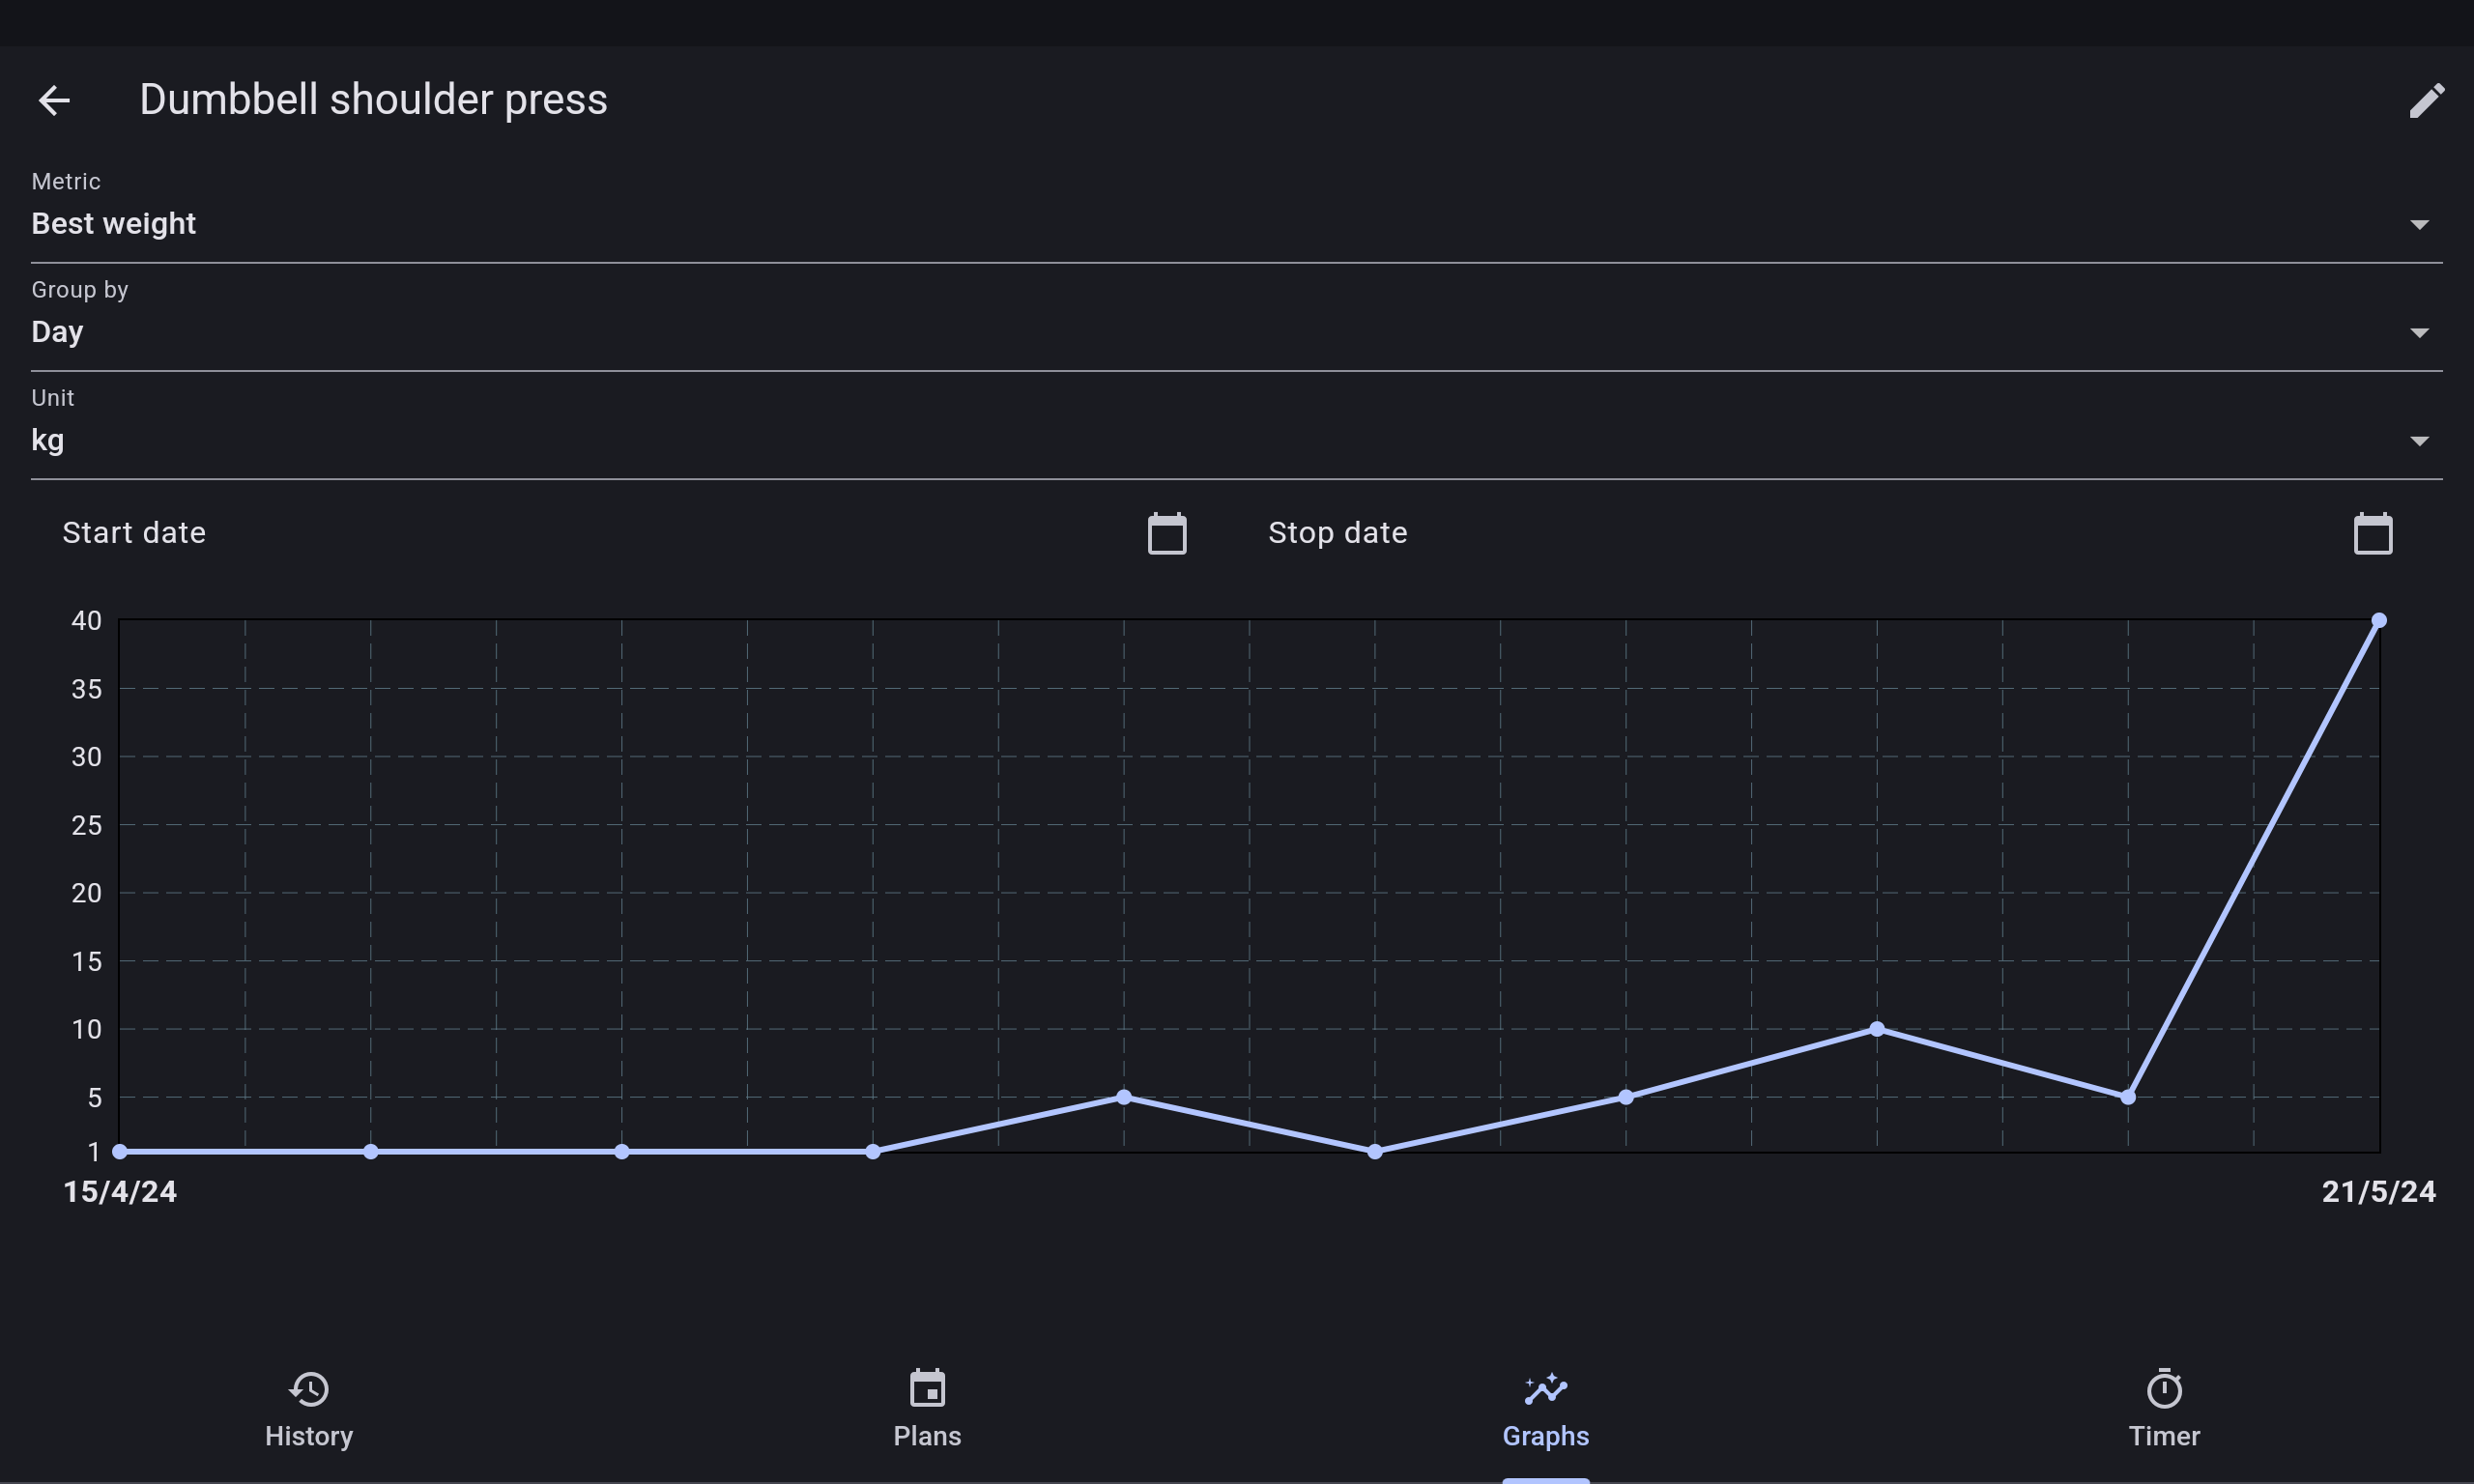 Dumbbell shoulder press
Metric
Best weight
Group by
Day
Unit
kg
Start date
Stop date
40
35
30
25
20
15
10
5
1
15/4/24
21/5/24
History
Plans
Graphs
Timer